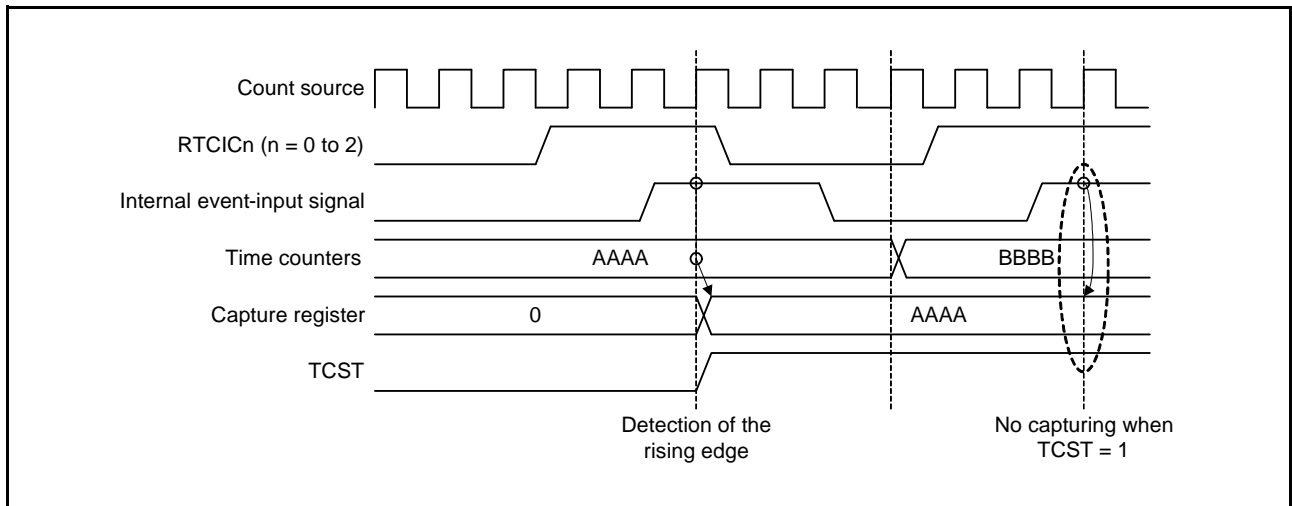 Count source
RTCICn (n = 0 to 2)
Internal event-input signal
Time counters
AAAA
BBBB
Capture register
0
AAAA
TCST
Detection of the
rising edge
No capturing when
TCST = 1